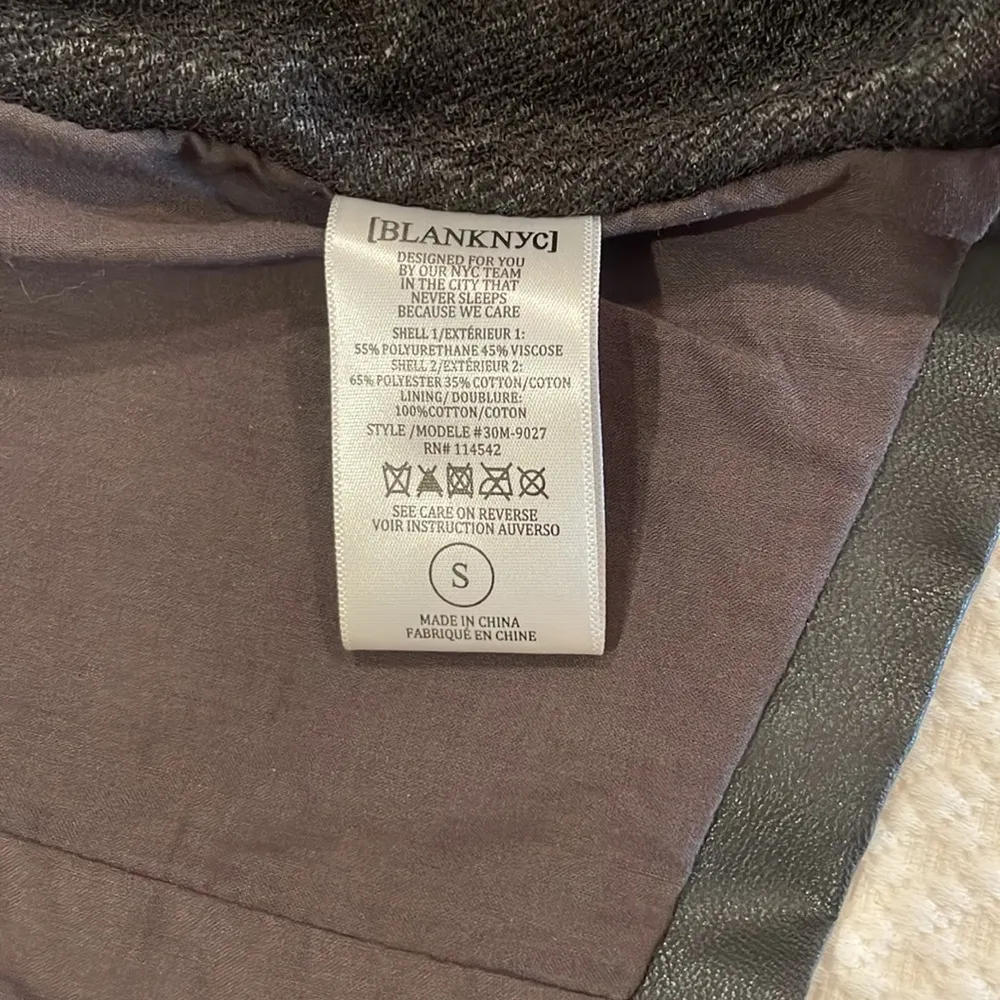 [BLANKNYC]
DESIGNED FOR YOU
BY OUR NYC TEAM
IN THE CITY THAT
NEVER SLEEPS
BECAUSE WE CARE
SHELL 1/EXTÉRIEUR 1:
55% POLYURETHANE 45% VISCOSE
SHELL 2/EXTÉRIEUR 2:
65% POLYESTER 35% COTTON/COTON
LINING/ DOUBLURE:
100%COTTON/COTON
STYLE /MODELE #30M-9027
RN# 114542
SEE CARE ON REVERSE
VOIR INSTRUCTION AUVERSO
S
MADE IN CHINA
FABRIQUÉ EN CHINE